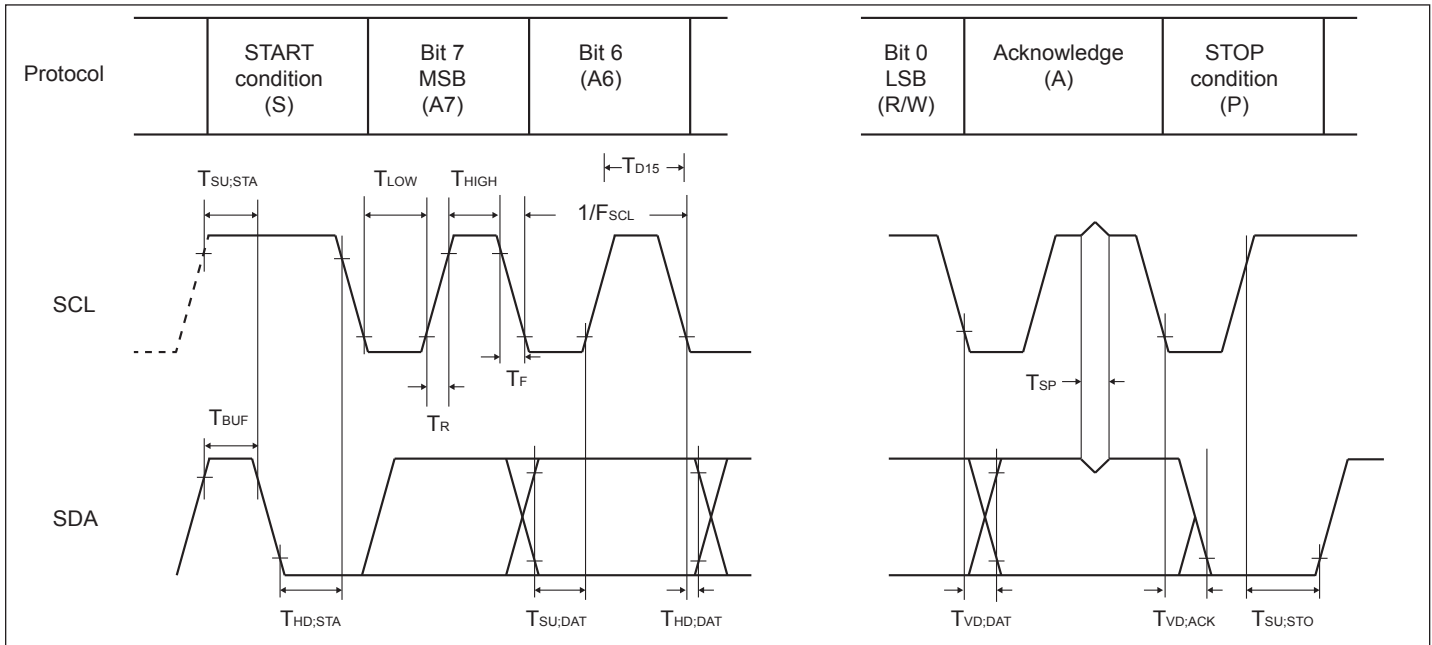 Protocol
START
condition
(S)
Bit 7
MSB
(A7)
Bit 6
(A6)
Bit 0
LSB
(R/W)
Acknowledge
(A)
STOP
condition
(P)
TSU;STA
TLOW
THIGH
TD15
1/FSCL
SCL
TF
TR
TSP
TBUF
SDA
THD;STA
TSU;DAT
THD;DAT
TVD;DAT
TVD;ACK
TSU;STO